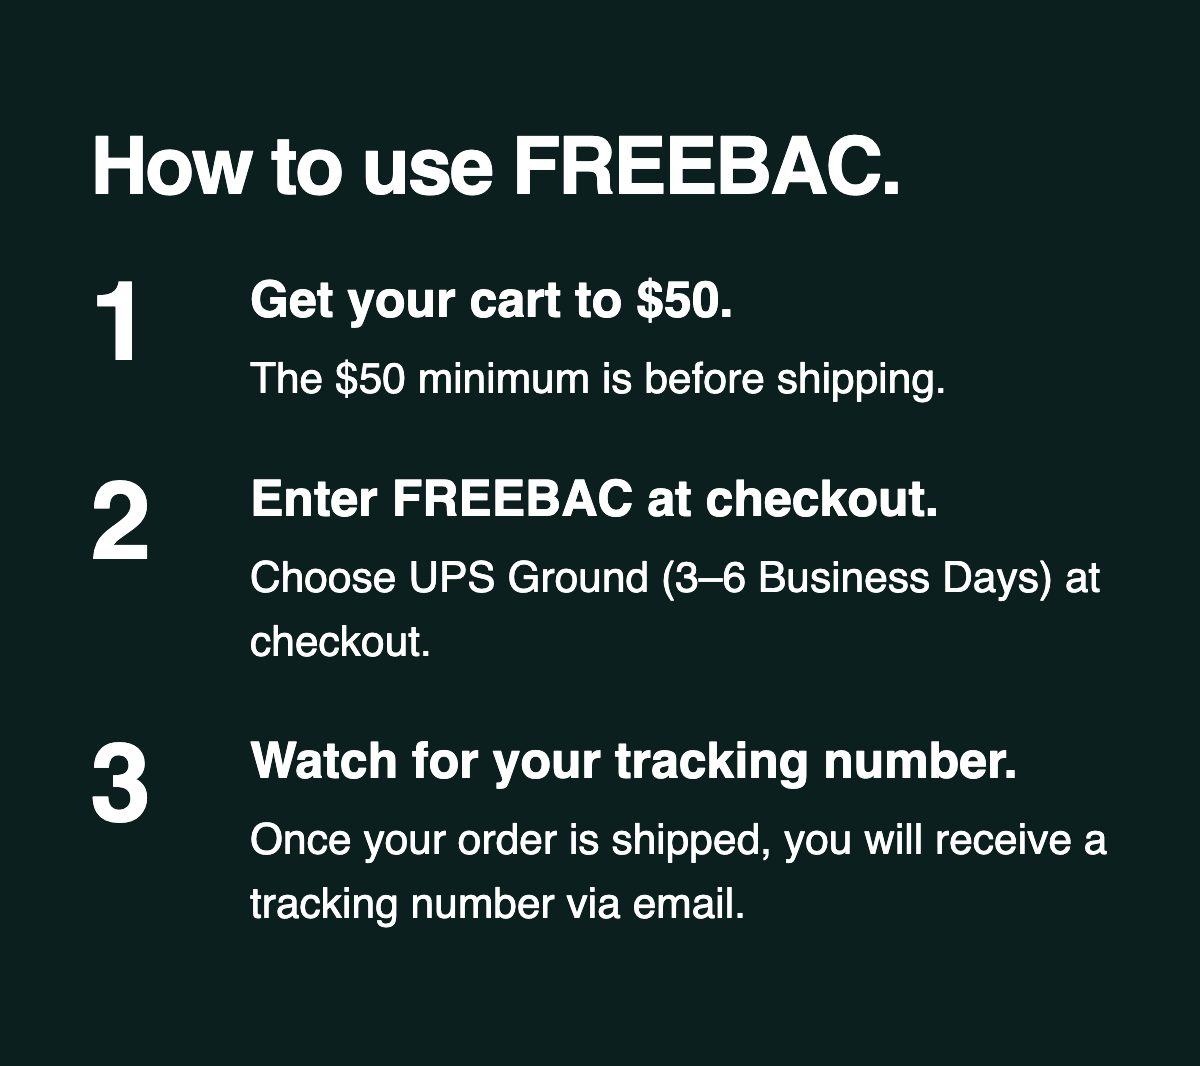 How to use FREEBAC.
1
Get your cart to $50.
The $50 minimum is before shipping.
2
Enter FREEBAC at checkout.
Choose UPS Ground (3–6 Business Days) at
checkout.
3
Watch for your tracking number.
Once your order is shipped, you will receive a
tracking number via email.